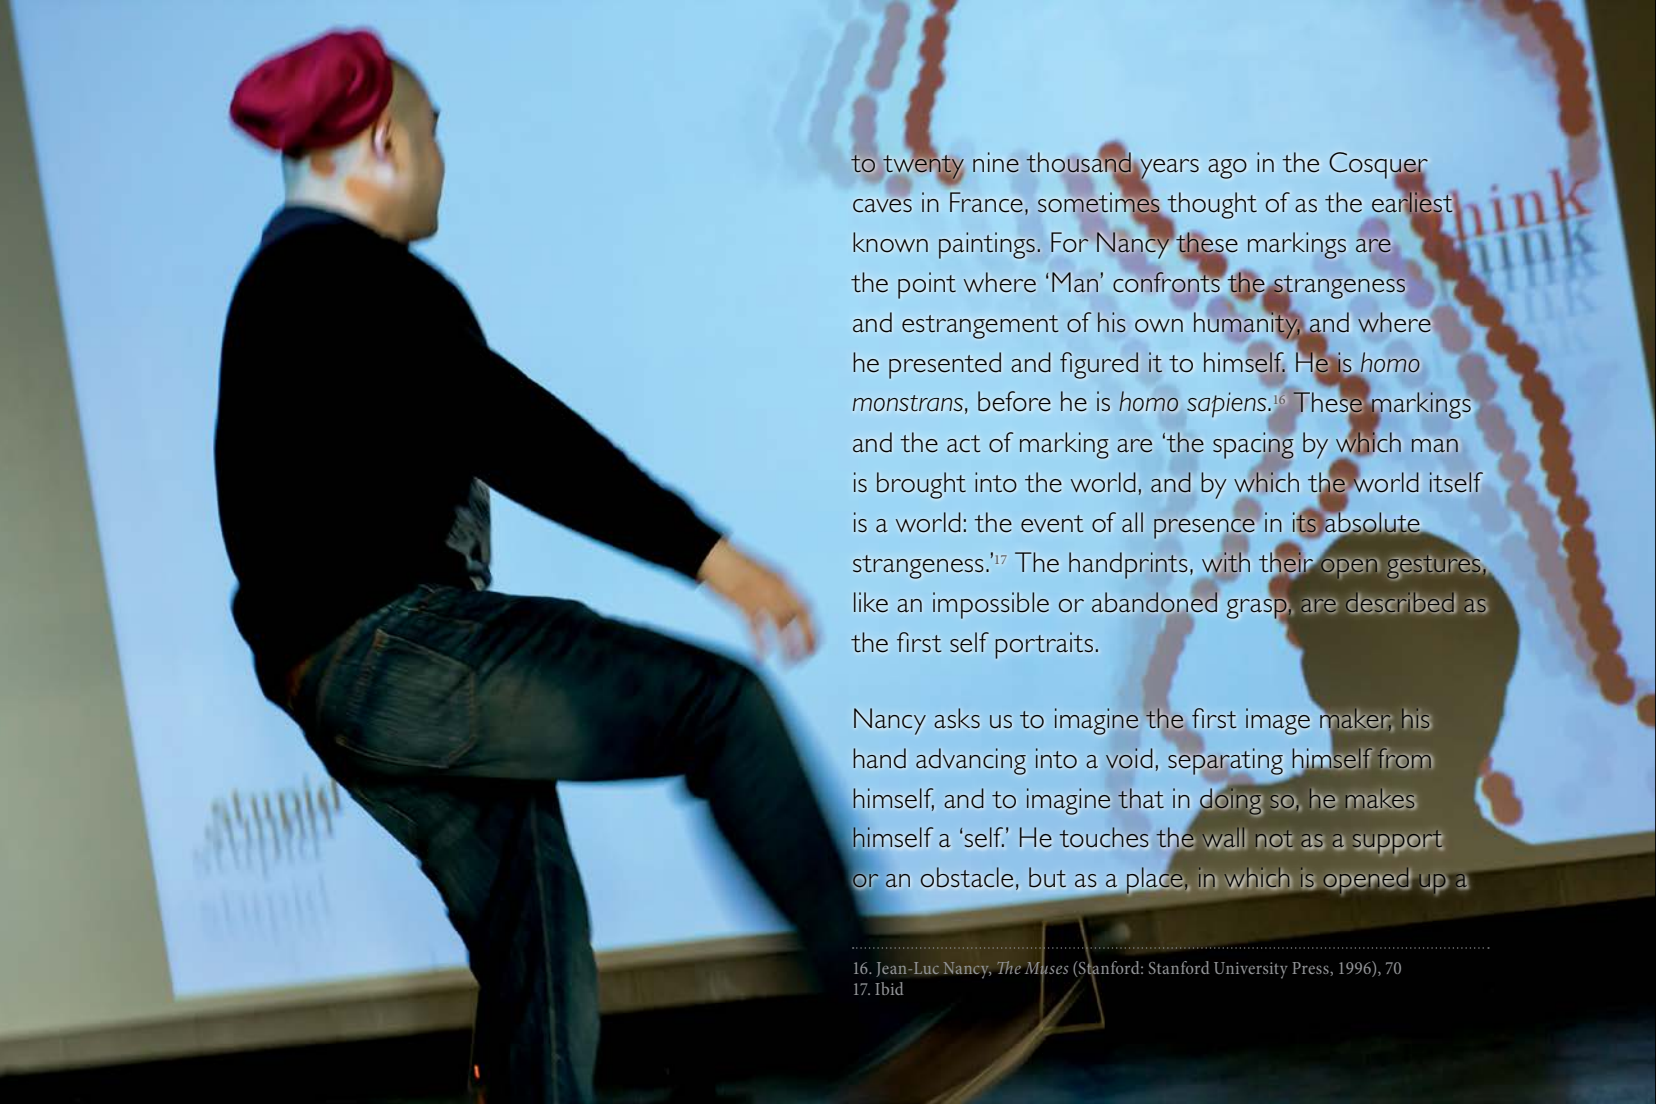 to twenty nine thousand years ago in the Cosquer
caves in France, sometimes thought of as the earliest
known paintings. For Nancy these markings are
the point where ‘Man’ confronts the strangeness
and estrangement of his own humanity, and where
he presented and figured it to himself. He is homo
monstrans, before he is homo sapiens.16 These markings
and the act of marking are ‘the spacing by which man
is brought into the world, and by which the world itself
is a world: the event of all presence in its absolute
strangeness.’17 The handprints, with their open gestures,
like an impossible or abandoned grasp, are described as
the first self portraits.
Nancy asks us to imagine the first image maker, his
hand advancing into a void, separating himself from
himself, and to imagine that in doing so, he makes
himself a ‘self.’ He touches the wall not as a support
or an obstacle, but as a place, in which is opened up a
16. Jean-Luc Nancy, The Muses (Stanford: Stanford University Press, 1996), 70
17. Ibid
hink
hink
stupid
stupid
stupid
stupid